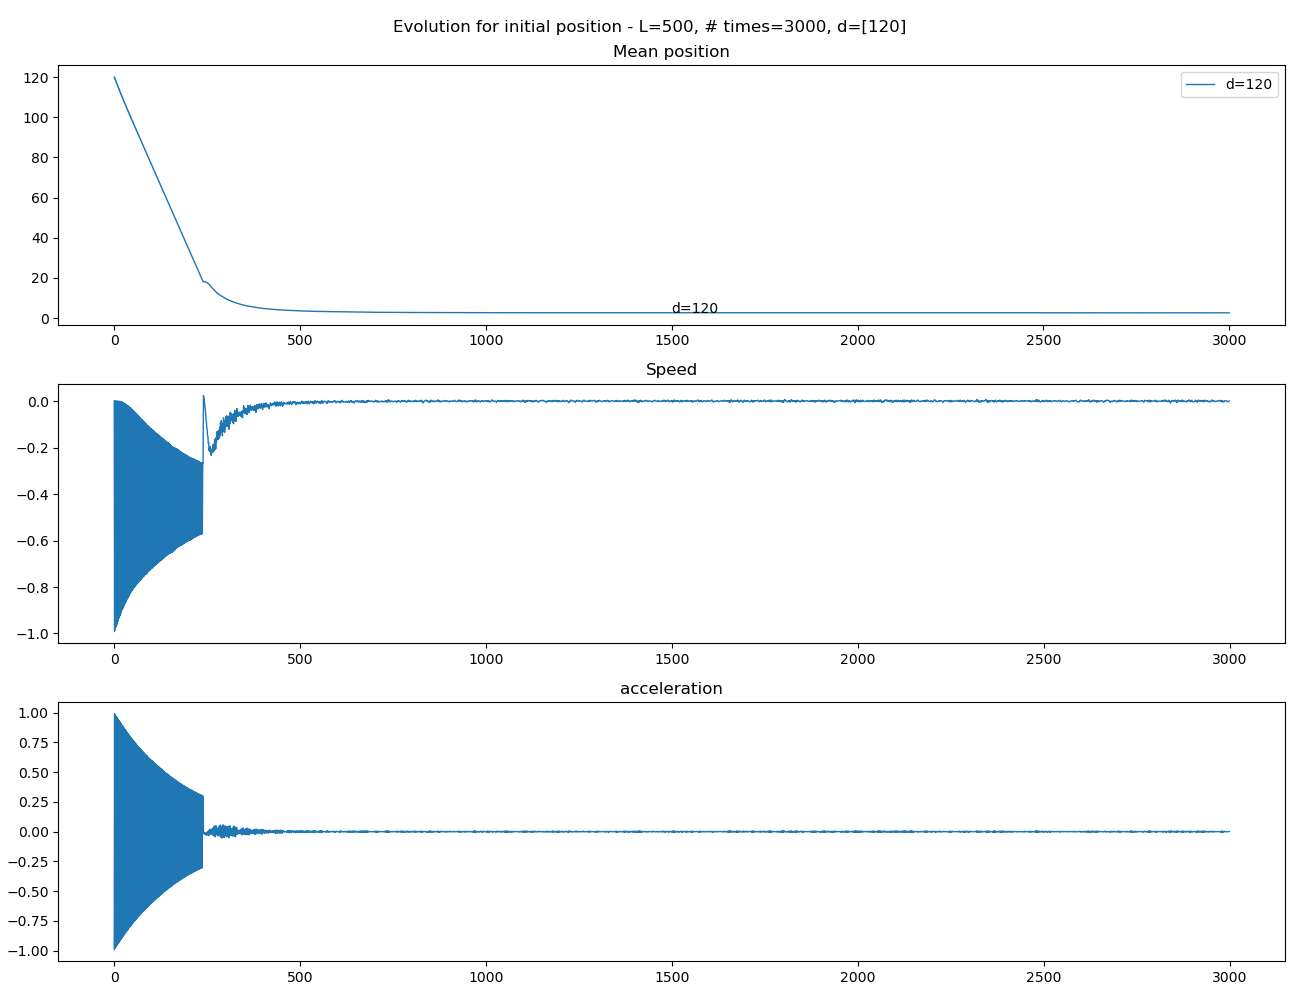 Evolution for initial position - L=500, # times=3000, d=[120]
Mean position
120
100
80
60
40
20
0
d=120
d=120
0 500 1000 1500 2000 2500 3000
Speed
0.0
−0.2
−0.4
−0.6
−0.8
−1.0
0 500 1000 1500 2000 2500 3000
acceleration
1.00
0.75
0.50
0.25
0.00
−0.25
−0.50
−0.75
−1.00
0 500 1000 1500 2000 2500 3000